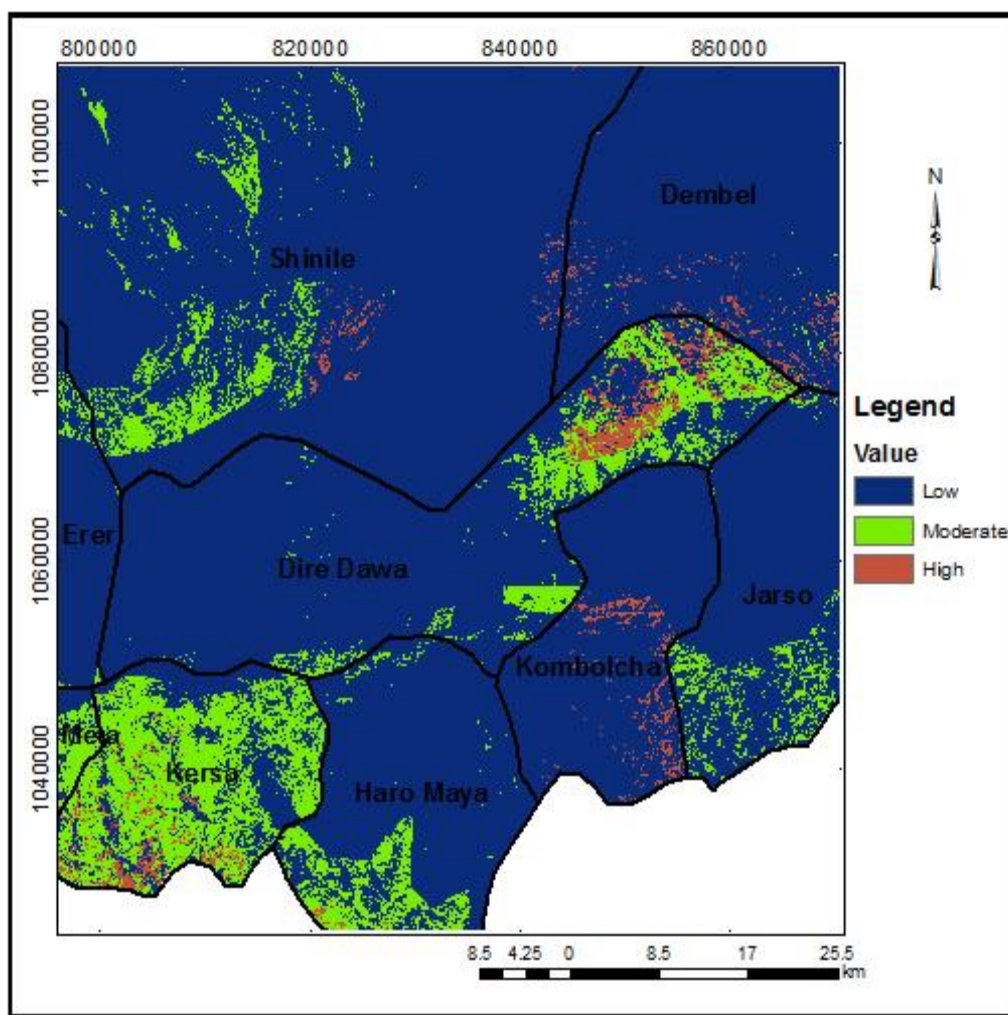 800000 820000 840000 860000
1100000
1080000
1060000
1040000
N
Dembel
Shinile
Erer
Dire Dawa
Jarso
Kombolcha
Meta
Kersa
Haro Maya
Legend
Value
Low
Moderate
High
8.5 4.25 0 8.5 17 25.5
km